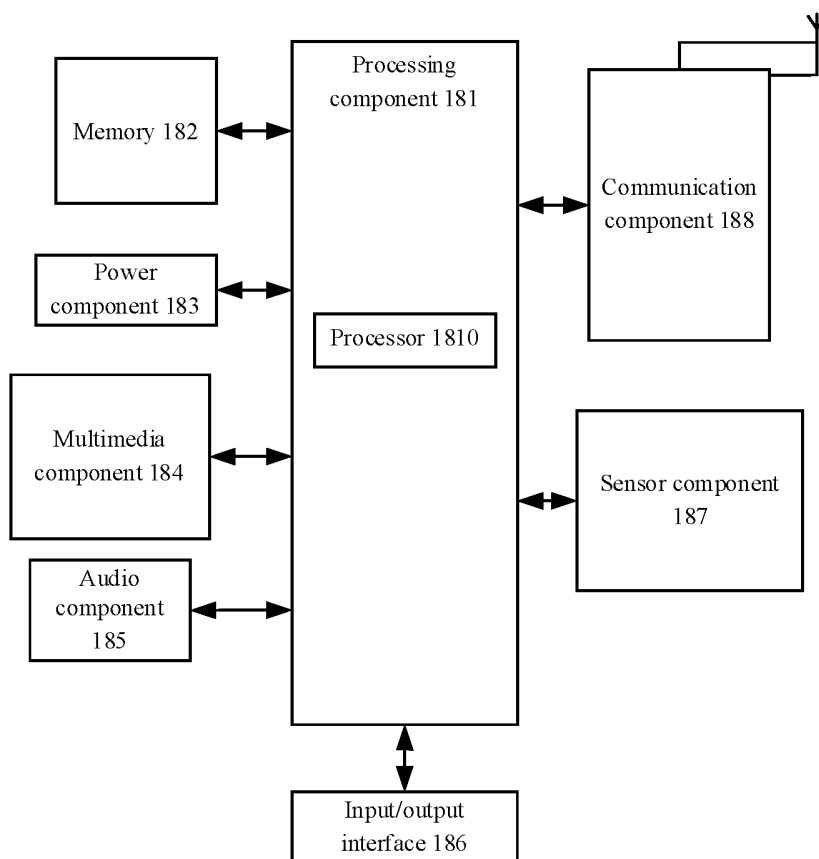 Processing
component 181
Memory 182
Communication
component 188
Power
component 183
Processor 1810
Multimedia
component 184
Sensor component
187
Audio
component
185
Input/output
interface 186